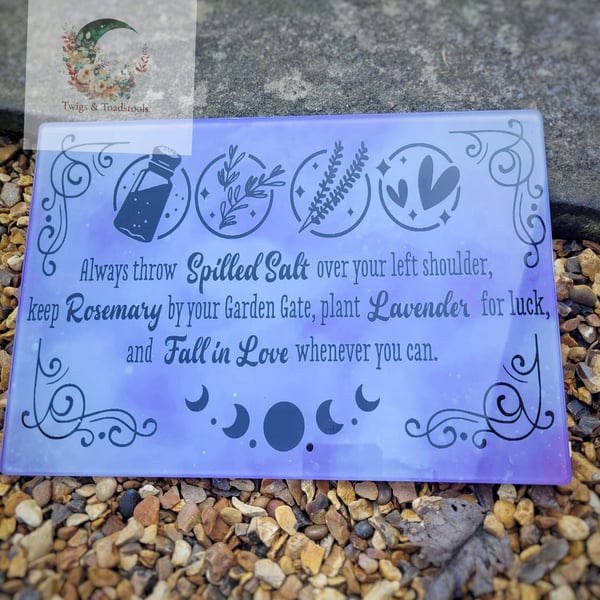 Twigs & Toadstools
Always throw Spilled Salt over your left shoulder,
keep Rosemary by your Garden Gate, plant Lavender for luck,
and Fall in Love whenever you can.